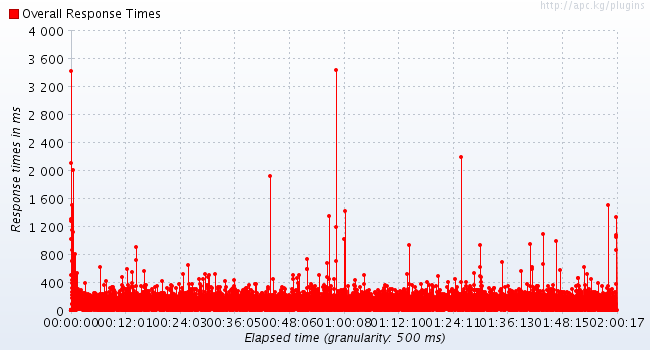 http://apc.kg/plugins
Overall Response Times
4 000
3 600
3 200
2 800
2 400
2 000
1 600
1 200
800
400
0
Response times in ms
00:00:00 00:12:01 00:24:03 00:36:05 00:48:06 01:00:08 01:12:10 01:24:11 01:36:13 01:48:15 02:00:17
Elapsed time (granularity: 500 ms)